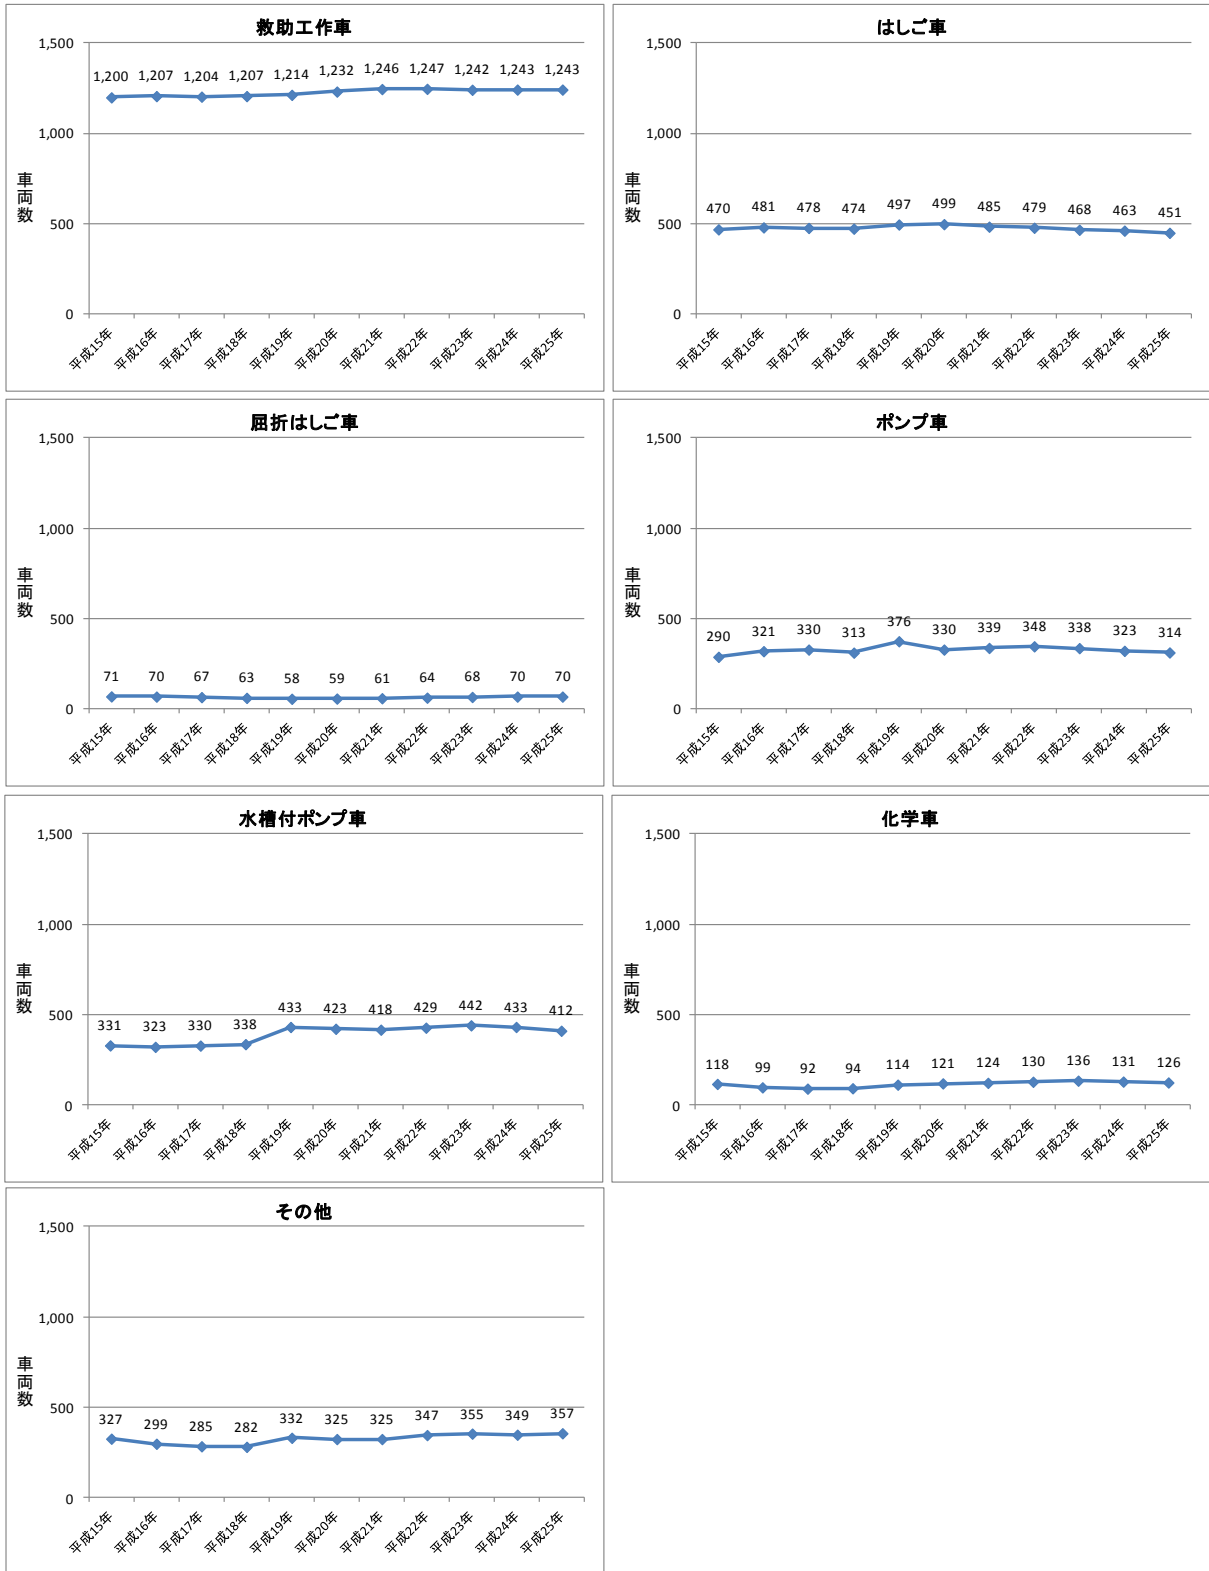 救助工作車
1,500
1,000
500
0
車両数
1,200 1,207 1,204 1,207 1,214 1,232 1,246 1,247 1,242 1,243 1,243
平成15年 平成16年 平成17年 平成18年 平成19年 平成20年 平成21年 平成22年 平成23年 平成24年 平成25年
はしご車
1,500
1,000
500
0
車両数
470 481 478 474 497 499 485 479 468 463 451
平成15年 平成16年 平成17年 平成18年 平成19年 平成20年 平成21年 平成22年 平成23年 平成24年 平成25年
屈折はしご車
1,500
1,000
500
0
車両数
71 70 67 63 58 59 61 64 68 70 70
平成15年 平成16年 平成17年 平成18年 平成19年 平成20年 平成21年 平成22年 平成23年 平成24年 平成25年
ポンプ車
1,500
1,000
500
0
車両数
290 321 330 313 376 330 339 348 338 323 314
平成15年 平成16年 平成17年 平成18年 平成19年 平成20年 平成21年 平成22年 平成23年 平成24年 平成25年
水槽付ポンプ車
1,500
1,000
500
0
車両数
331 323 330 338 433 423 418 429 442 433 412
平成15年 平成16年 平成17年 平成18年 平成19年 平成20年 平成21年 平成22年 平成23年 平成24年 平成25年
化学車
1,500
1,000
500
0
車両数
118 99 92 94 114 121 124 130 136 131 126
平成15年 平成16年 平成17年 平成18年 平成19年 平成20年 平成21年 平成22年 平成23年 平成24年 平成25年
その他
1,500
1,000
500
0
車両数
327 299 285 282 332 325 325 347 355 349 357
平成15年 平成16年 平成17年 平成18年 平成19年 平成20年 平成21年 平成22年 平成23年 平成24年 平成25年